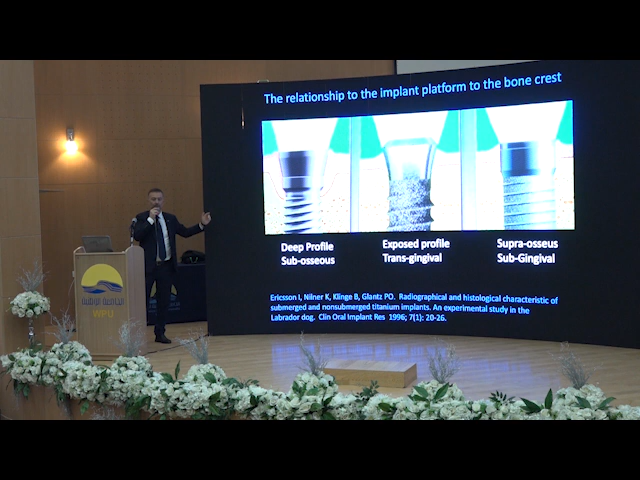 The relationship to the implant platform to the bone crest
Deep Profile
Sub-osseous
Exposed profile
Trans-gingival
Supra-osseus
Sub-Gingival
Ericsson I, Nilner K, Klinge B, Glantz PO. Radiographical and histological characteristic of
submerged and nonsubmerged titanium implants. An experimental study in the
Labrador dog. Clin Oral Implant Res 1996; 7(1): 20-26.
WPU